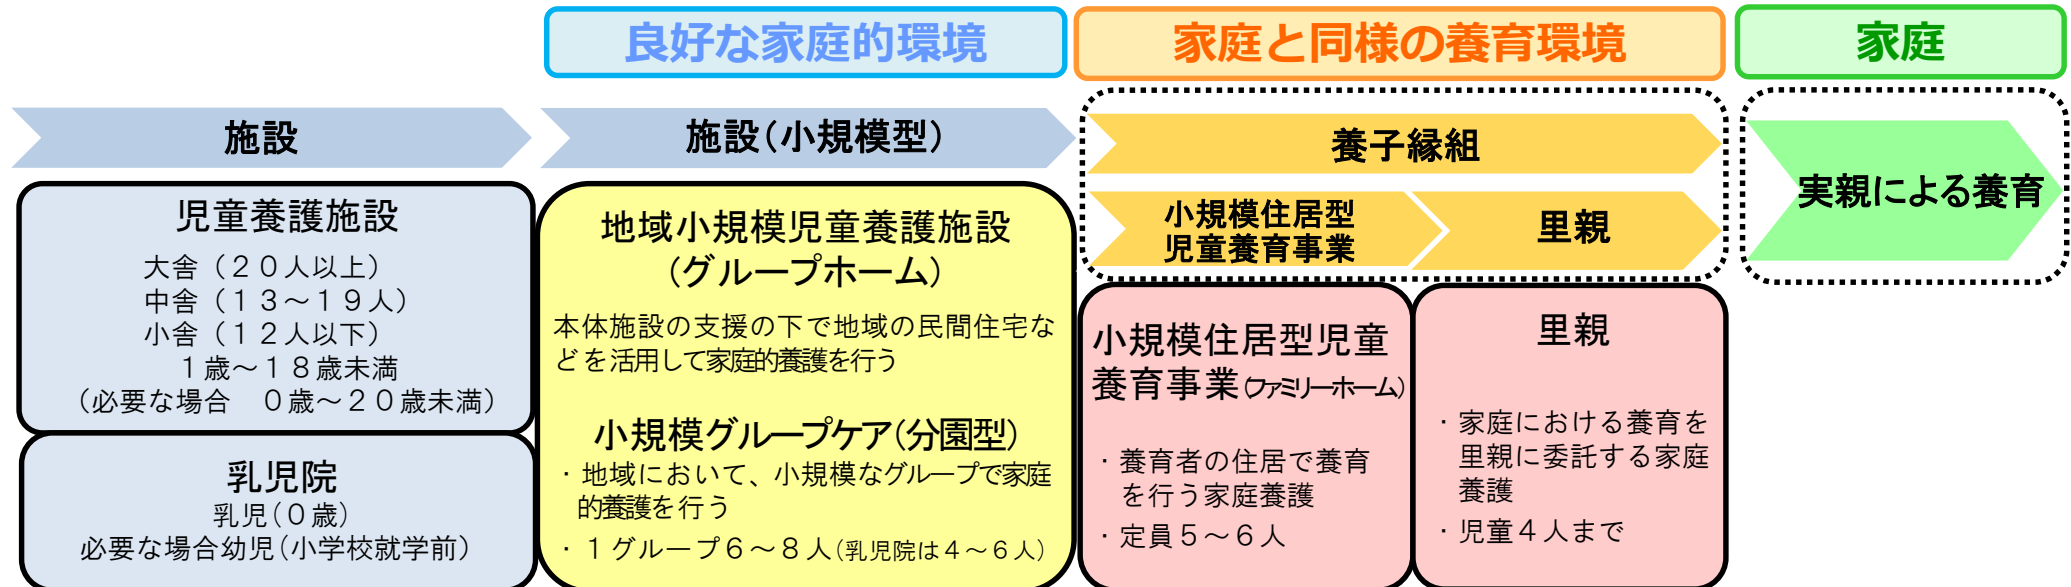 良好な家庭的環境
家庭と同様の養育環境
家庭
施設
施設(小規模型)
養子縁組
小規模住居型
児童養育事業
里親
実親による養育
児童養護施設
大舎（２０人以上）
中舎（１３～１９人）
小舎（１２人以下）
１歳～１８歳未満
（必要な場合　０歳～２０歳未満）
乳児院
乳児(０歳)
必要な場合幼児(小学校就学前)
地域小規模児童養護施設
(グループホーム)
本体施設の支援の下で地域の民間住宅な
どを活用して家庭的養護を行う
小規模グループケア(分園型)
・地域において、小規模なグループで家庭
的養護を行う
・１グループ６～８人(乳児院は４～６人)
小規模住居型児童
養育事業(ファミリーホーム)
・養育者の住居で養育
を行う家庭養護
・定員５～６人
里親
・家庭における養育を
里親に委託する家庭
養護
・児童４人まで